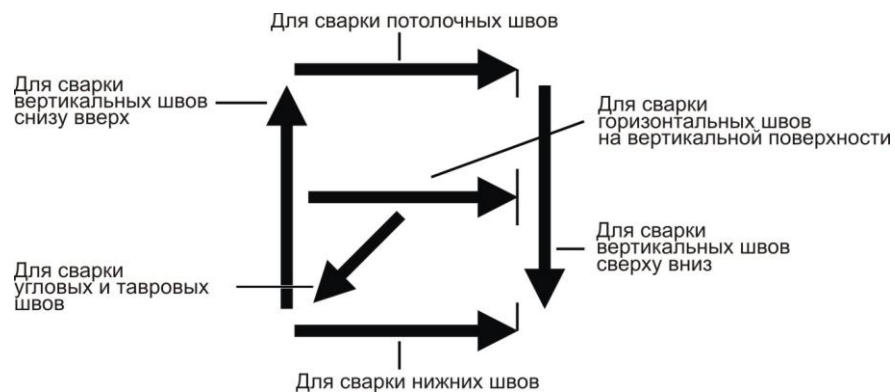 Для сварки потолочных швов
Для сварки
вертикальных швов
снизу вверх
Для сварки
горизонтальных швов
на вертикальной поверхности
Для сварки
вертикальных швов
сверху вниз
Для сварки
угловых и тавровых
швов
Для сварки нижних швов